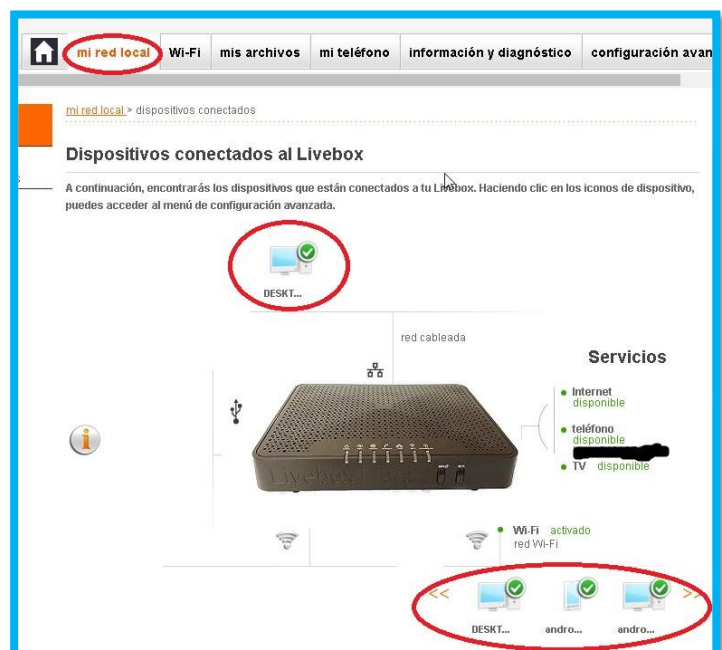 mi red local Wi-Fi mis archivos mi teléfono información y diagnóstico configuración avan
mi red local > dispositivos conectados
Dispositivos conectados al Livebox
A continuación, encontrarás los dispositivos que están conectados a tu Livebox. Haciendo clic en los iconos de dispositivo,
puedes acceder al menú de configuración avanzada.
DESKT...
red cableada
Servicios
Internet
disponible
teléfono
disponible
TV disponible
Livebox
Wi-Fi activado
red Wi-Fi
<< >>
DESKT... andro... andro...